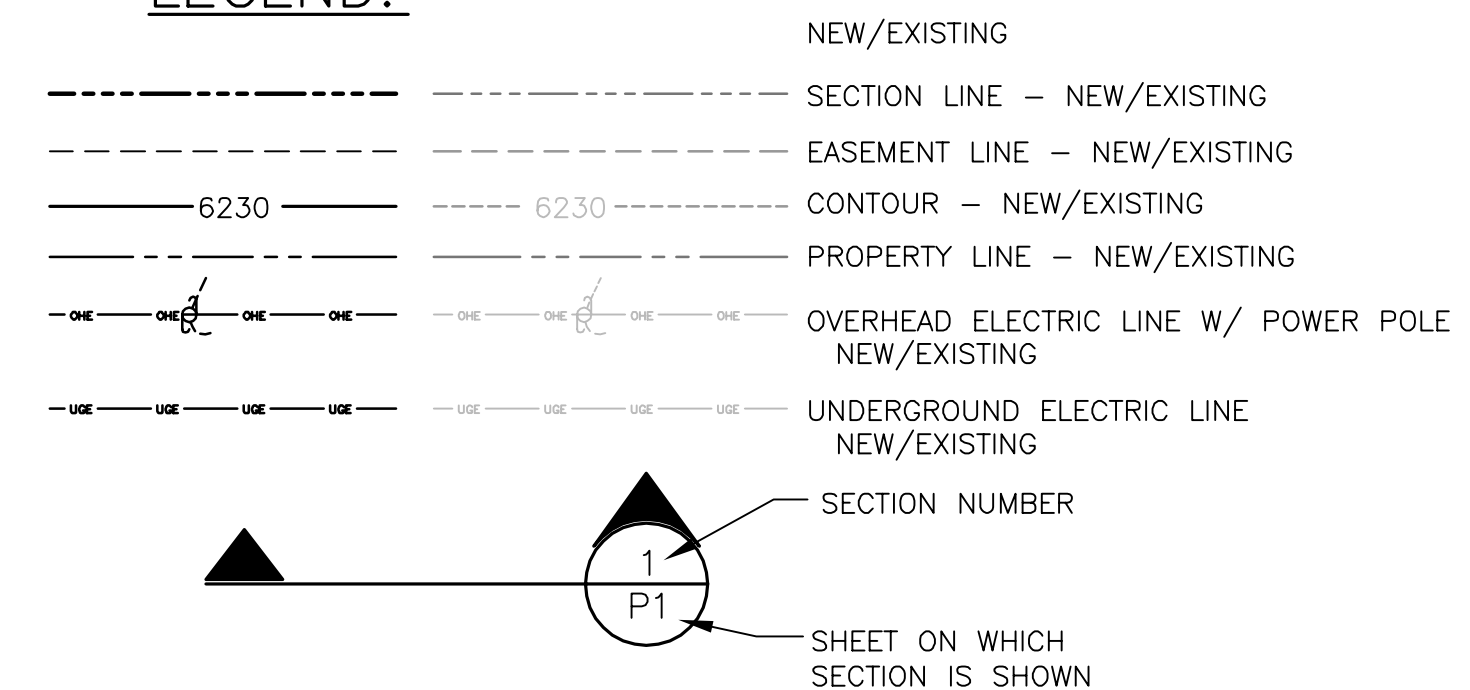 LEGEND:
NEW/EXISTING
SECTION LINE – NEW/EXISTING
EASEMENT LINE – NEW/EXISTING
6230 6230 CONTOUR – NEW/EXISTING
PROPERTY LINE – NEW/EXISTING
OHE OHE OHE OHE OHE OHE OHE OHE OVERHEAD ELECTRIC LINE W/ POWER POLE
NEW/EXISTING
UGE UGE UGE UGE UGE UGE UGE UGE UNDERGROUND ELECTRIC LINE
NEW/EXISTING
SECTION NUMBER
1
P1
SHEET ON WHICH
SECTION IS SHOWN